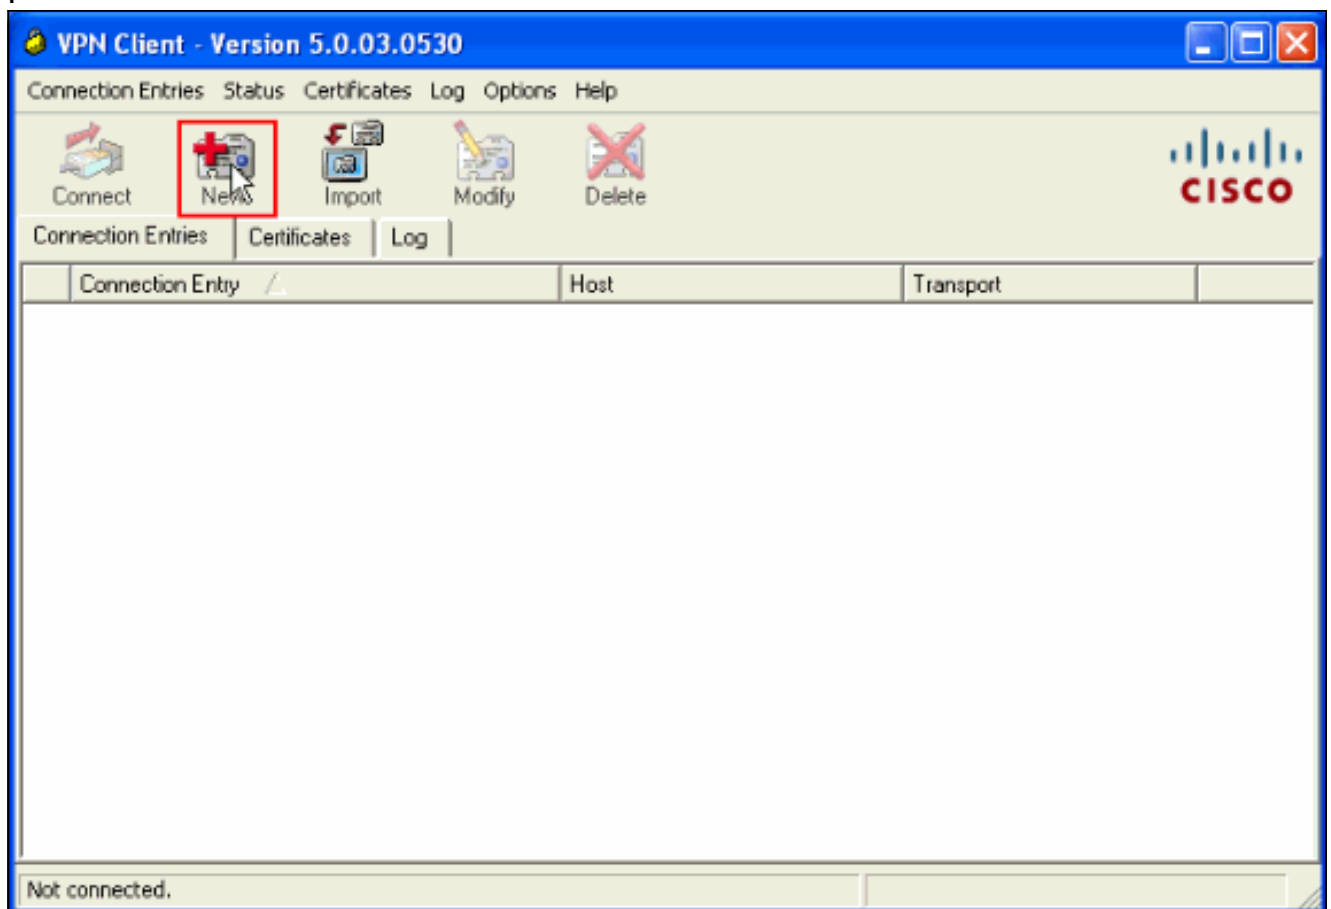 VPN Client - Version 5.0.03.0530
Connection Entries Status Certificates Log Options Help
Connect New Import Modify Delete
CISCO
Connection Entries Certificates Log
Connection Entry Host Transport
Not connected.